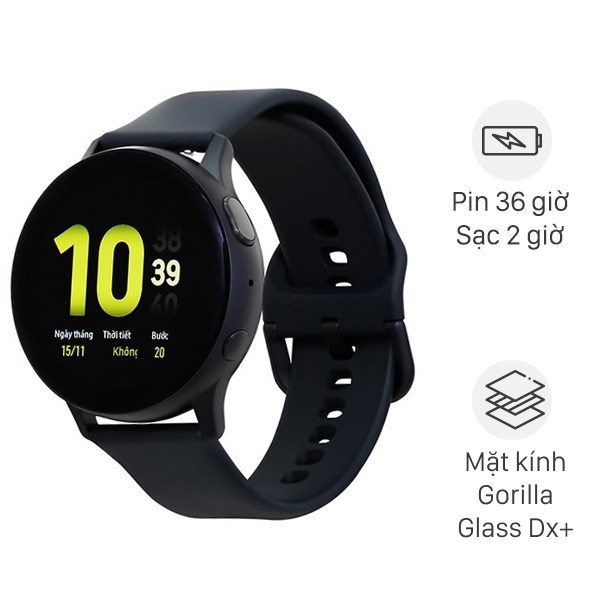 38
10 39
40
Ngày tháng Thời tiết Bước
15/11 Không 20
Pin 36 giờ
Sạc 2 giờ
Mặt kính
Gorilla
Glass Dx+